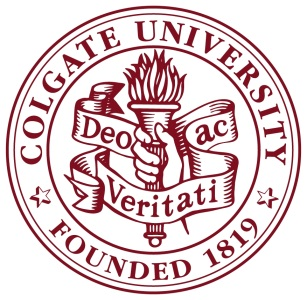 COLGATE UNIVERSITY
Deo ac
Veritati
FOUNDED 1819